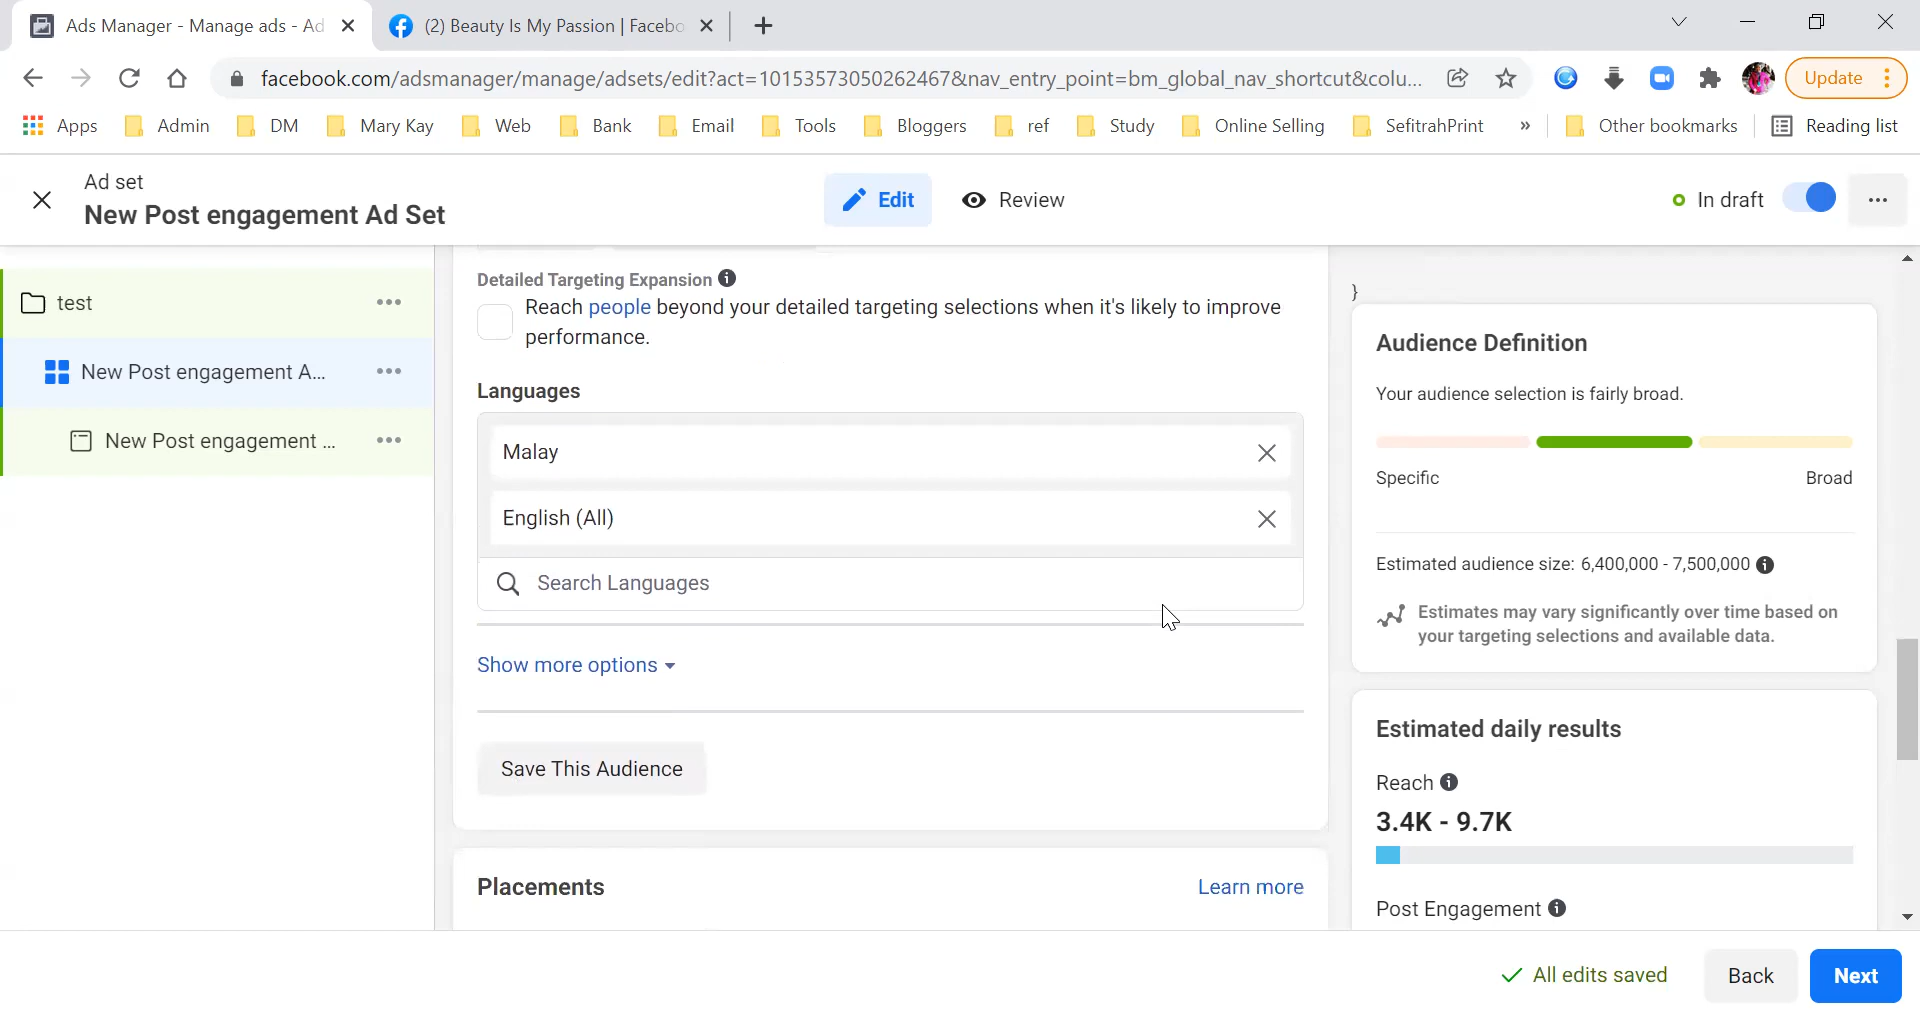 Ads Manager - Manage ads - Ad
(2) Beauty Is My Passion | Facebo
facebook.com/adsmanager/manage/adsets/edit?act=10153573050262467&nav_entry_point=bm_global_nav_shortcut&colu...
Update
Apps
Admin
DM
Mary Kay
Web
Bank
Email
Tools
Bloggers
ref
Study
Online Selling
SefitrahPrint
»
Other bookmarks
Reading list
Ad set
New Post engagement Ad Set
Edit
Review
In draft
test
New Post engagement A...
New Post engagement ...
Detailed Targeting Expansion
Reach people beyond your detailed targeting selections when it's likely to improve
performance.
Languages
Malay
English (All)
Search Languages
Show more options
Save This Audience
Placements
Learn more
}
Audience Definition
Your audience selection is fairly broad.
Specific
Broad
Estimated audience size: 6,400,000 - 7,500,000
Estimates may vary significantly over time based on
your targeting selections and available data.
Estimated daily results
Reach
3.4K - 9.7K
Post Engagement
All edits saved
Back
Next